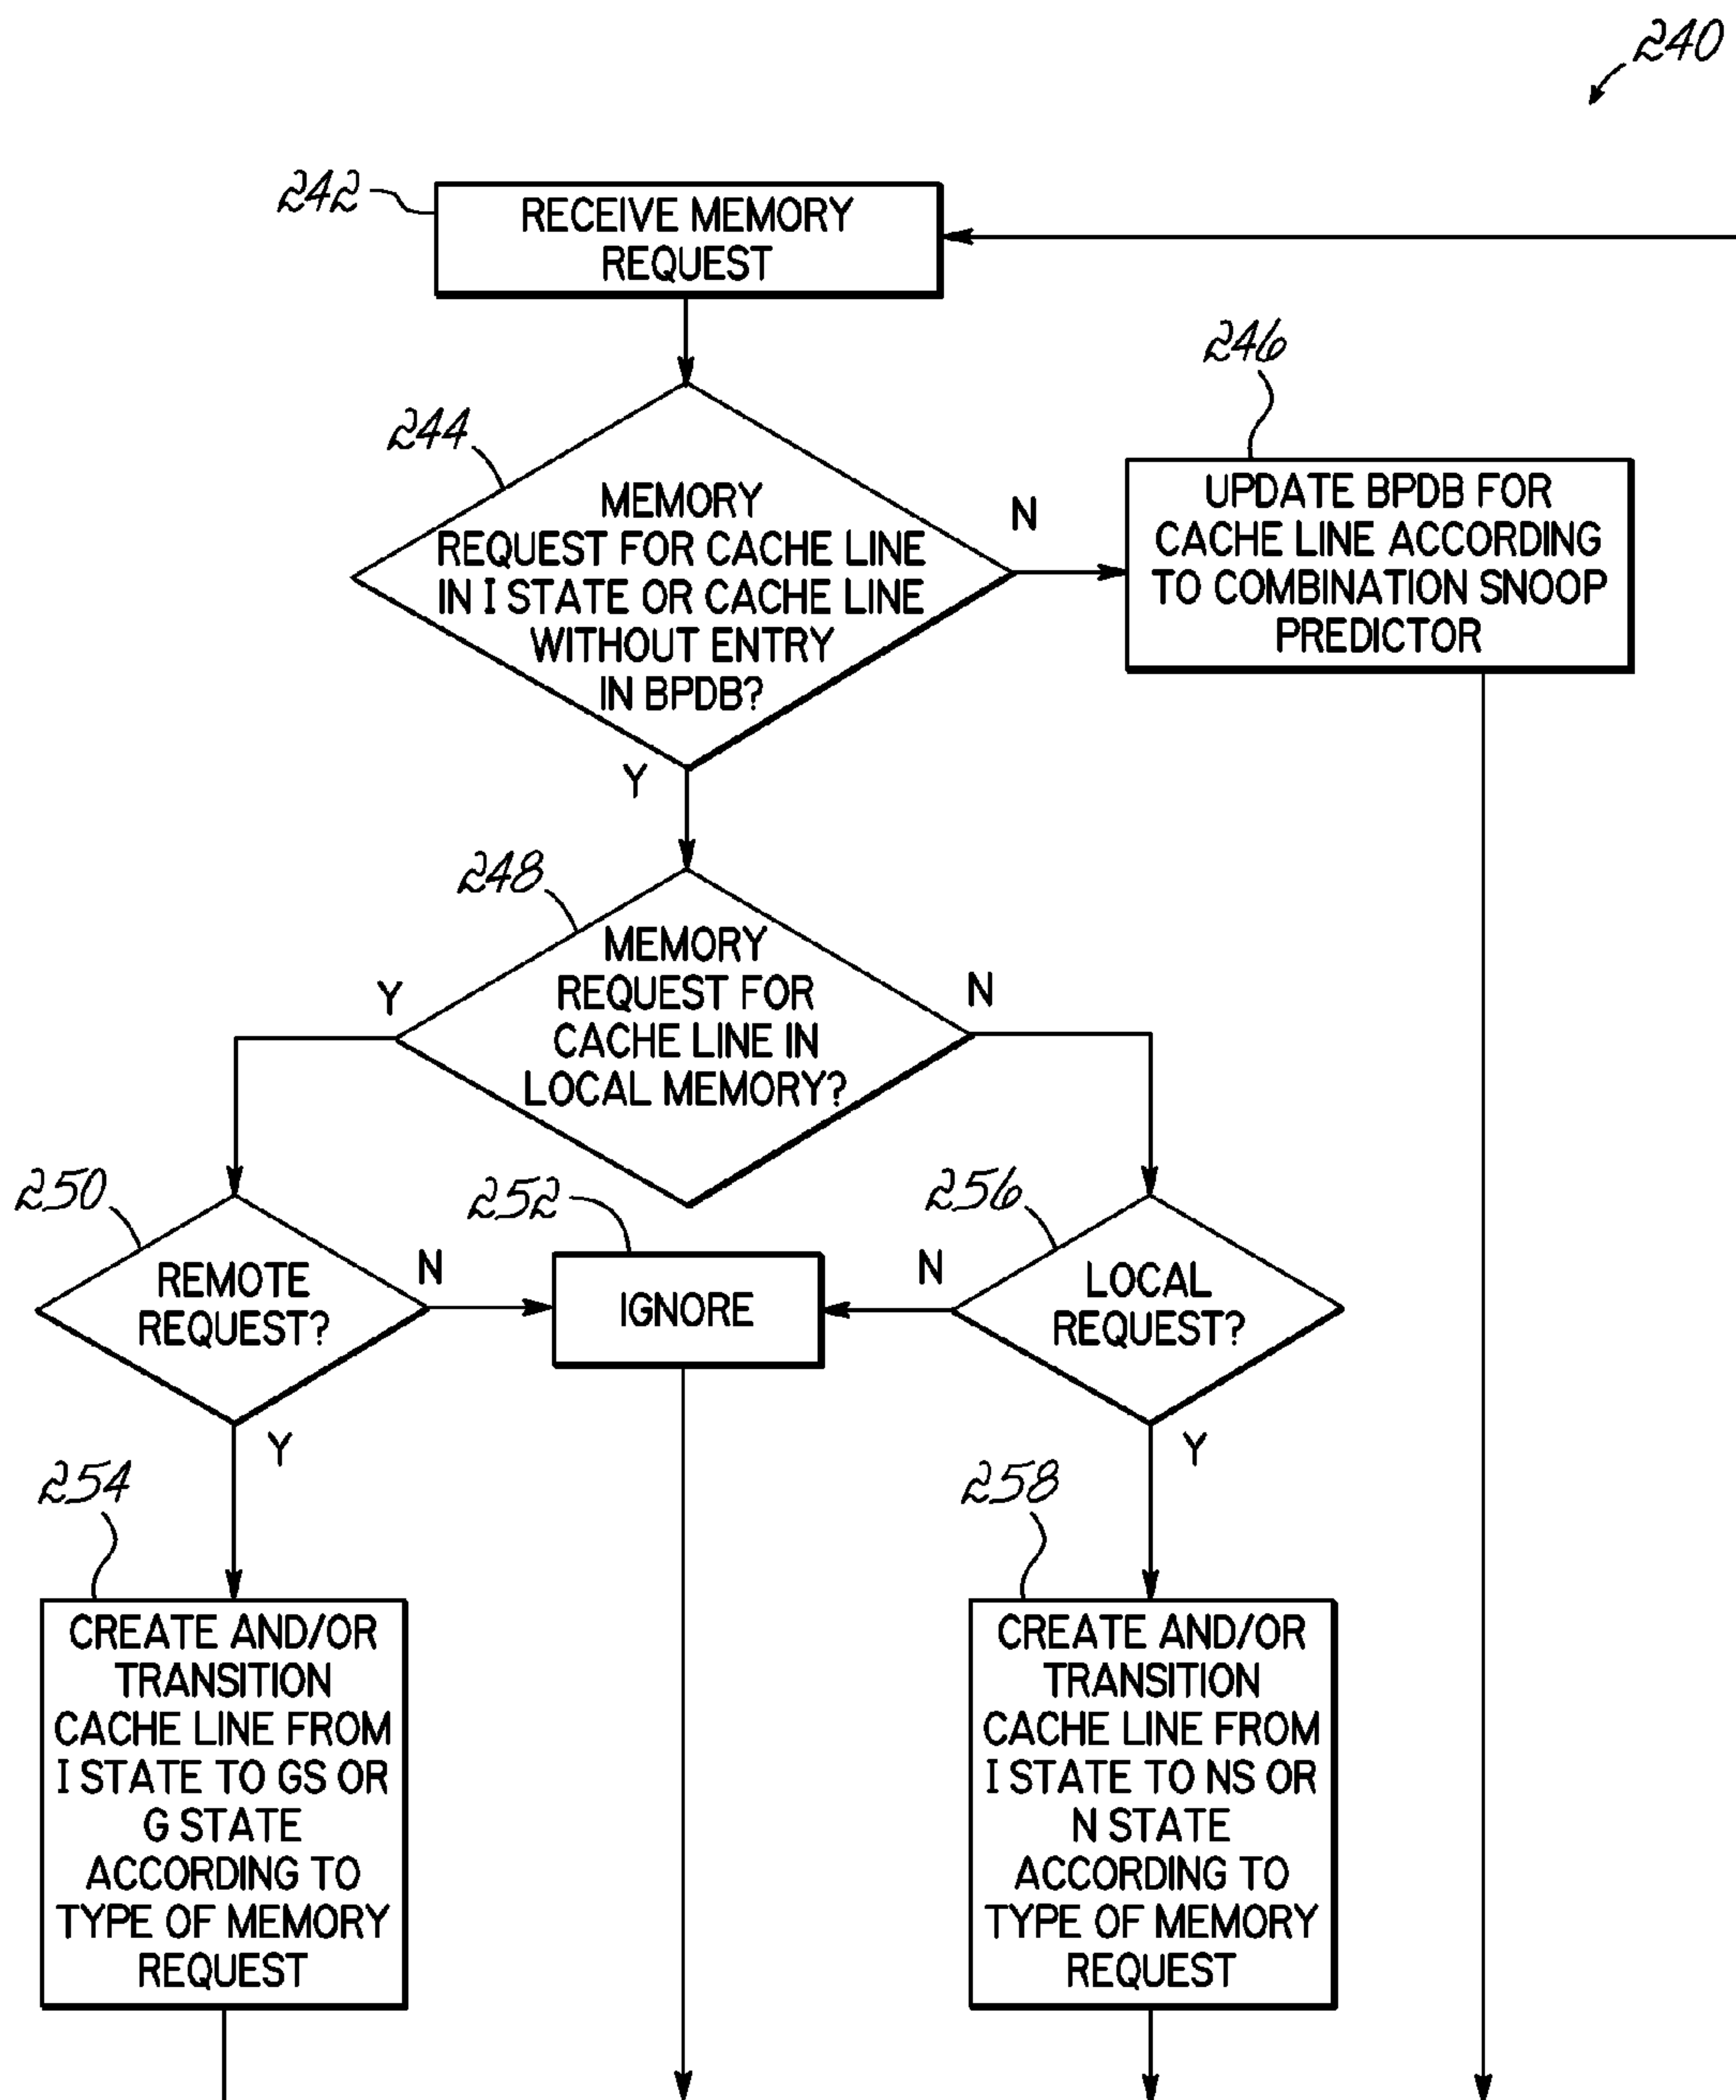 240
242
RECEIVE MEMORY
REQUEST
244
MEMORY
REQUEST FOR CACHE LINE
IN I STATE OR CACHE LINE
WITHOUT ENTRY
IN BPDB?
N
246
UPDATE BPDB FOR
CACHE LINE ACCORDING
TO COMBINATION SNOOP
PREDICTOR
Y
248
MEMORY
REQUEST FOR
CACHE LINE IN
LOCAL MEMORY?
Y
N
250
REMOTE
REQUEST?
N
252
IGNORE
256
N
LOCAL
REQUEST?
Y
Y
254
CREATE AND/OR
TRANSITION
CACHE LINE FROM
I STATE TO GS OR
G STATE
ACCORDING TO
TYPE OF MEMORY
REQUEST
258
CREATE AND/OR
TRANSITION
CACHE LINE FROM
I STATE TO NS OR
N STATE
ACCORDING TO
TYPE OF MEMORY
REQUEST